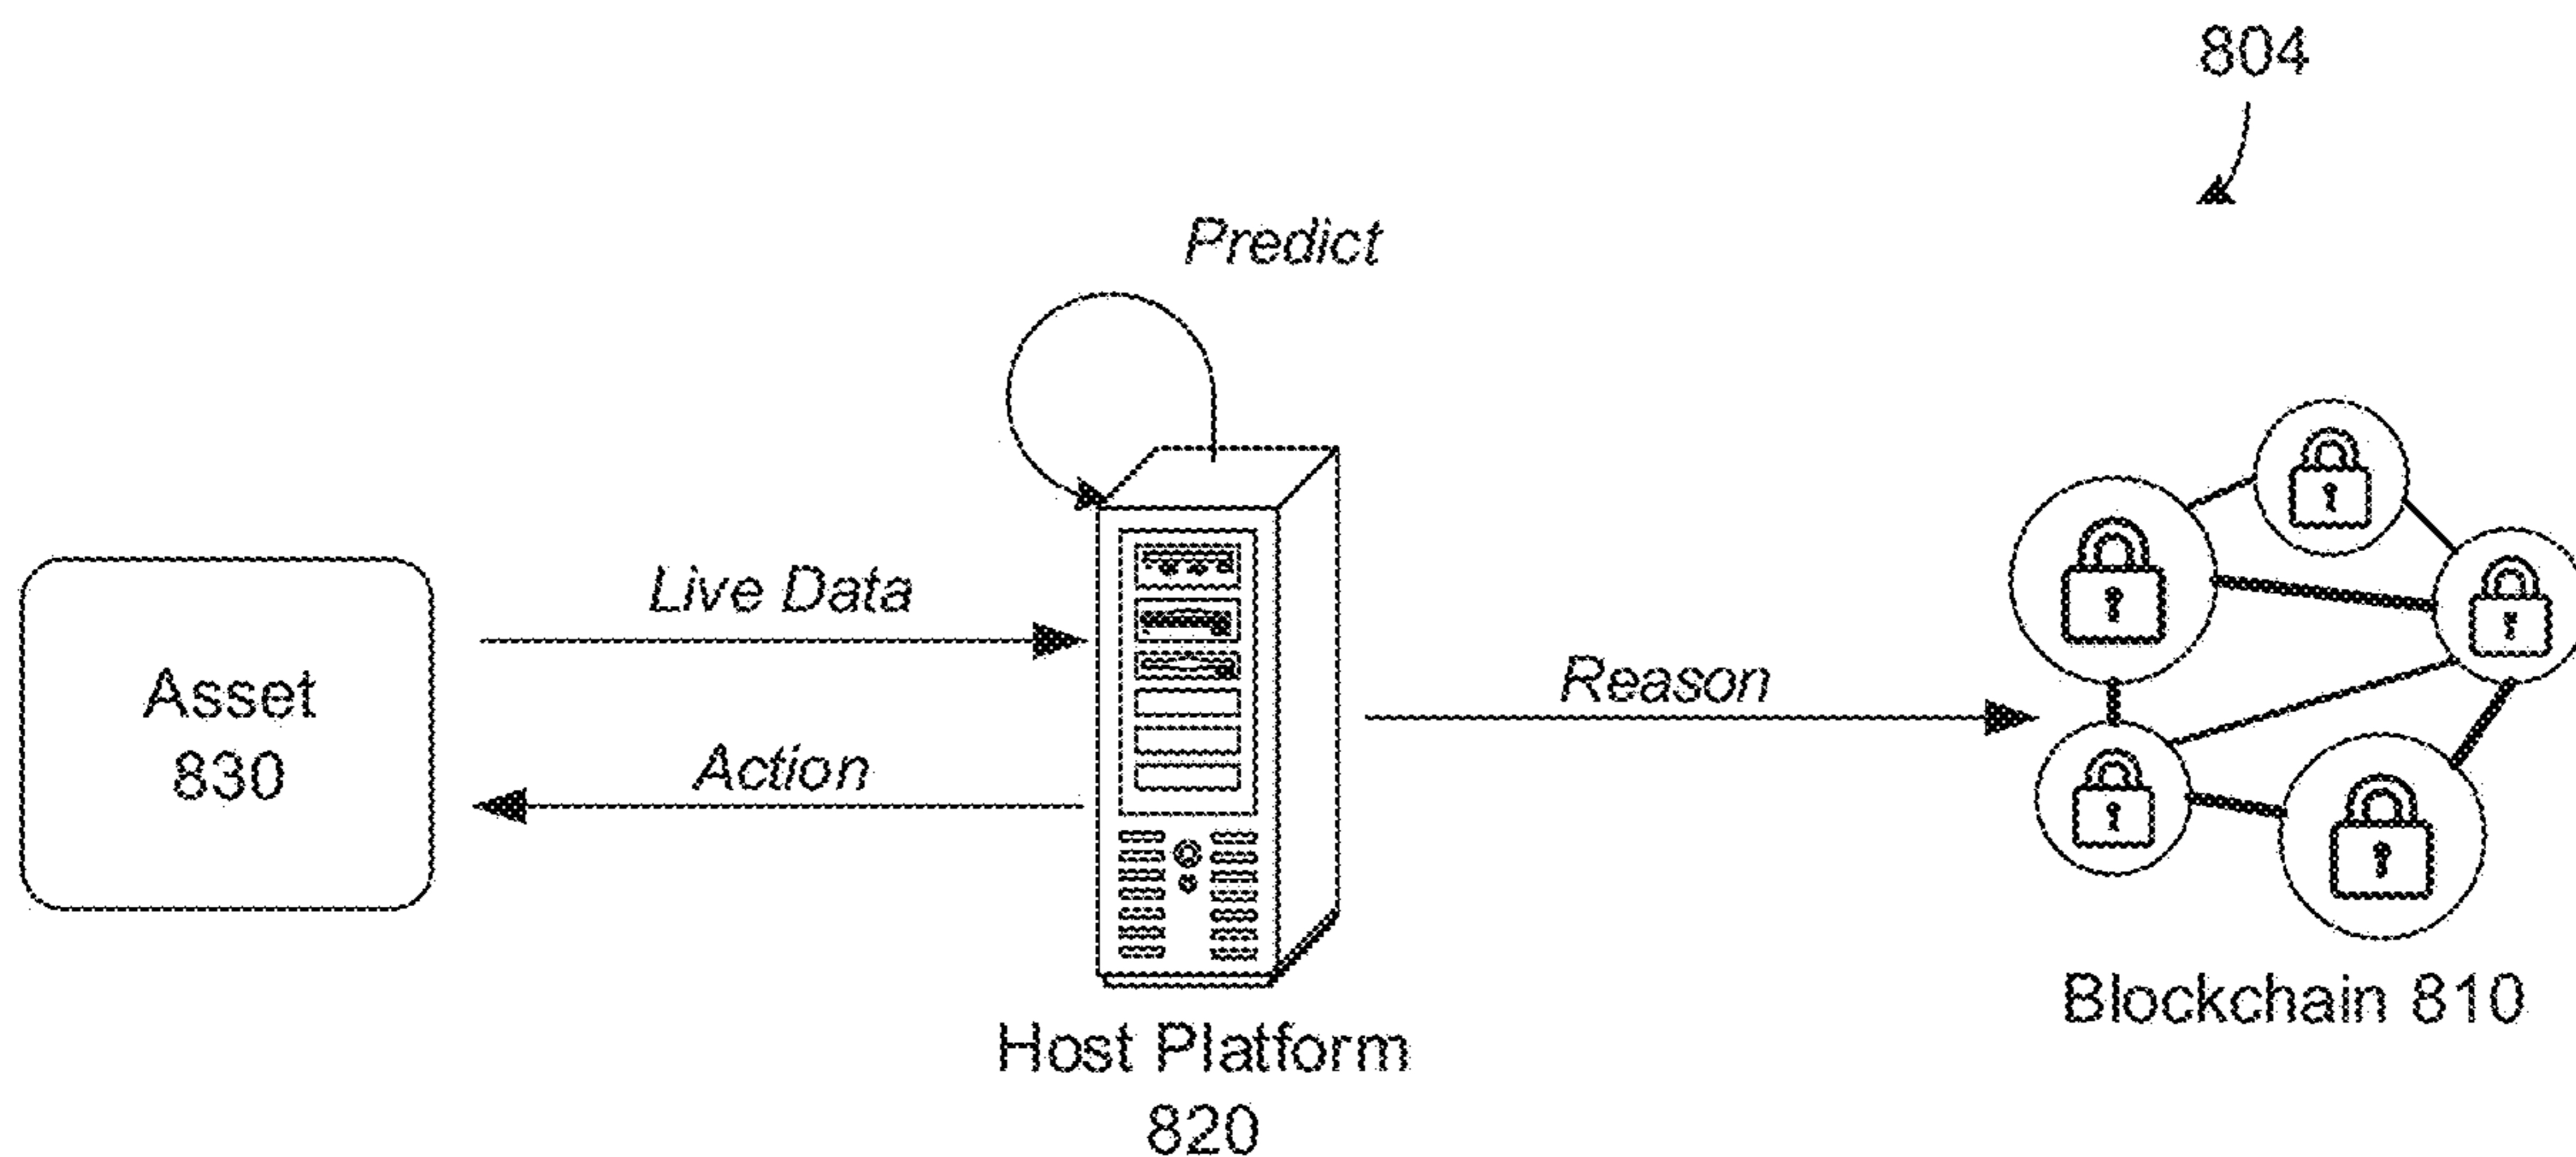 804
Predict
Live Data
Asset
830
Action
Reason
Host Platform
820
Blockchain 810